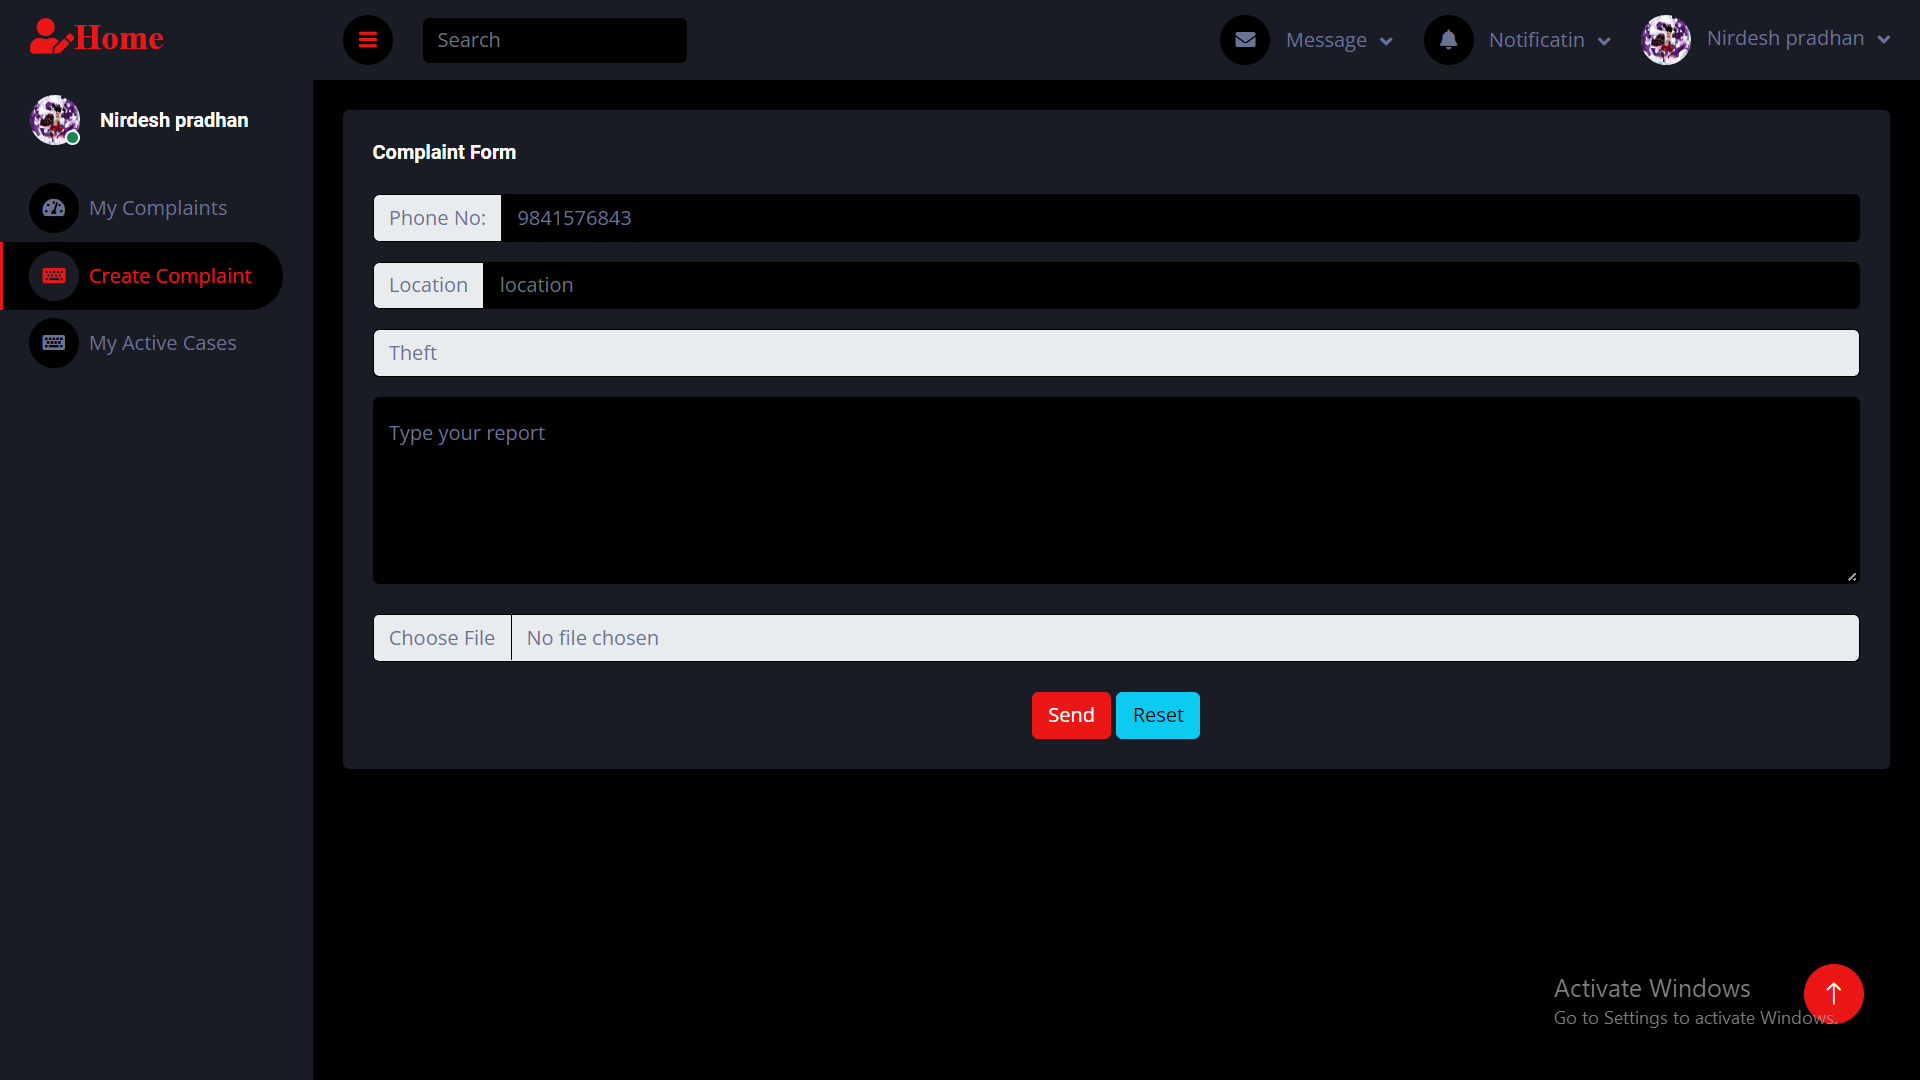 Home
Search
Message
Notificatin
Nirdesh pradhan
Nirdesh pradhan
My Complaints
Create Complaint
My Active Cases
Complaint Form
Phone No: 9841576843
Location location
Theft
Type your report
Choose File No file chosen
Send Reset
Activate Windows
Go to Settings to activate Windows.